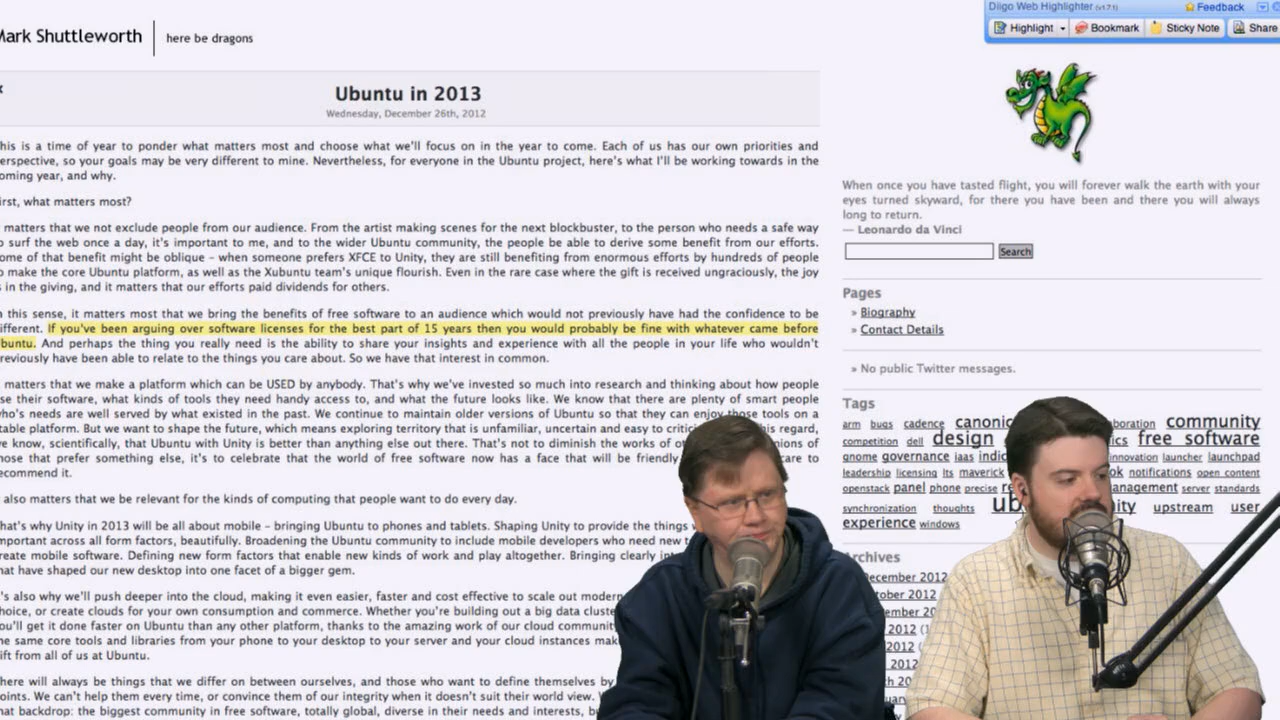 Diigo Web Highlighter (v1.7.1)
Feedback
Highlight
Bookmark
Sticky Note
Share
Mark Shuttleworth
here be dragons
Ubuntu in 2013
Wednesday, December 26th, 2012
his is a time of year to ponder what matters most and choose what we'll focus on in the year to come. Each of us has our own priorities and
erspective, so your goals may be very different to mine. Nevertheless, for everyone in the Ubuntu project, here's what I'll be working towards in the
oming year, and why.
irst, what matters most?
matters that we not exclude people from our audience. From the artist making scenes for the next blockbuster, to the person who needs a safe way
o surf the web once a day, it's important to me, and to the wider Ubuntu community, the people be able to derive some benefit from our efforts.
ome of that benefit might be oblique – when someone prefers XFCE to Unity, they are still benefiting from enormous efforts by hundreds of people
o make the core Ubuntu platform, as well as the Xubuntu team's unique flourish. Even in the rare case where the gift is received ungraciously, the joy
s in the giving, and it matters that our efforts paid dividends for others.
n this sense, it matters most that we bring the benefits of free software to an audience which would not previously have had the confidence to be
ifferent. If you've been arguing over software licenses for the best part of 15 years then you would probably be fine with whatever came before
buntu. And perhaps the thing you really need is the ability to share your insights and experience with all the people in your life who wouldn't
reviously have been able to relate to the things you care about. So we have that interest in common.
matters that we make a platform which can be USED by anybody. That's why we've invested so much into research and thinking about how people
se their software, what kinds of tools they need handy access to, and what the future looks like. We know that there are plenty of smart people
ho's needs are well served by what existed in the past. We continue to maintain older versions of Ubuntu so that they can enjoy those tools on a
table platform. But we want to shape the future, which means exploring territory that is unfamiliar, uncertain and easy to critici his regard,
e know, scientifically, that Ubuntu with Unity is better than anything else out there. That's not to diminish the works of ot nions of
hose that prefer something else, it's to celebrate that the world of free software now has a face that will be friendly care to
ecommend it.
also matters that we be relevant for the kinds of computing that people want to do every day.
hat's why Unity in 2013 will be all about mobile – bringing Ubuntu to phones and tablets. Shaping Unity to provide the things
mportant across all form factors, beautifully. Broadening the Ubuntu community to include mobile developers who need new t
reate mobile software. Defining new form factors that enable new kinds of work and play altogether. Bringing clearly int
hat have shaped our new desktop into one facet of a bigger gem.
's also why we'll push deeper into the cloud, making it even easier, faster and cost effective to scale out modern
hoice, or create clouds for your own consumption and commerce. Whether you're building out a big data cluste
ou'll get it done faster on Ubuntu than any other platform, thanks to the amazing work of our cloud community
he same core tools and libraries from your phone to your desktop to your server and your cloud instances mak
ift from all of us at Ubuntu.
here will always be things that we differ on between ourselves, and those who want to define themselves by
oints. We can't help them every time, or convince them of our integrity when it doesn't suit their world view. W
hat backdrop: the biggest community in free software, totally global, diverse in their needs and interests, bu
When once you have tasted flight, you will forever walk the earth with your
eyes turned skyward, for there you have been and there you will always
long to return.
— Leonardo da Vinci
Search
Pages
» Biography
» Contact Details
» No public Twitter messages.
Tags
arm bugs cadence canonic boration community
competition dell design ics free software
gnome governance iaas indic innovation launcher launchpad
leadership licensing lts maverick ok notifications open content
openstack panel phone precise re anagement server standards
synchronization thoughts ub ity upstream user
experience windows
Archives
December 2012
tober 2012
ember 20
2012 (1
2012
2012
h 201
anuary